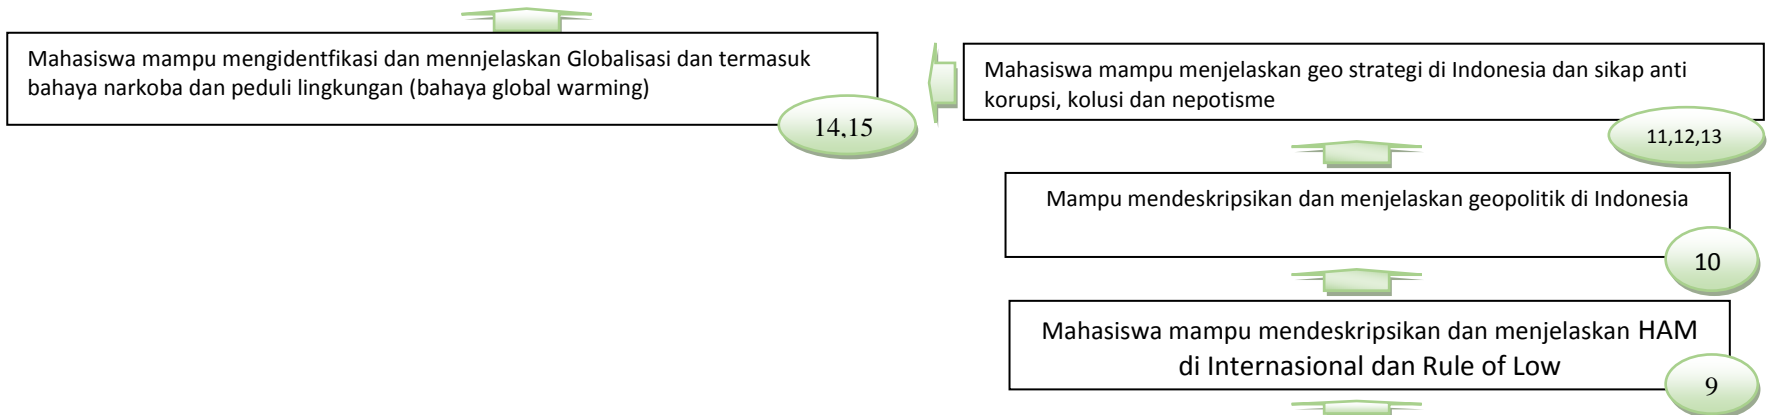 Mahasiswa mampu mengidentfikasi dan mennjelaskan Globalisasi dan termasuk
bahaya narkoba dan peduli lingkungan (bahaya global warming)
14,15
Mahasiswa mampu menjelaskan geo strategi di Indonesia dan sikap anti
korupsi, kolusi dan nepotisme
11,12,13
Mampu mendeskripsikan dan menjelaskan geopolitik di Indonesia
10
Mahasiswa mampu mendeskripsikan dan menjelaskan HAM
di Internasional dan Rule of Low
9